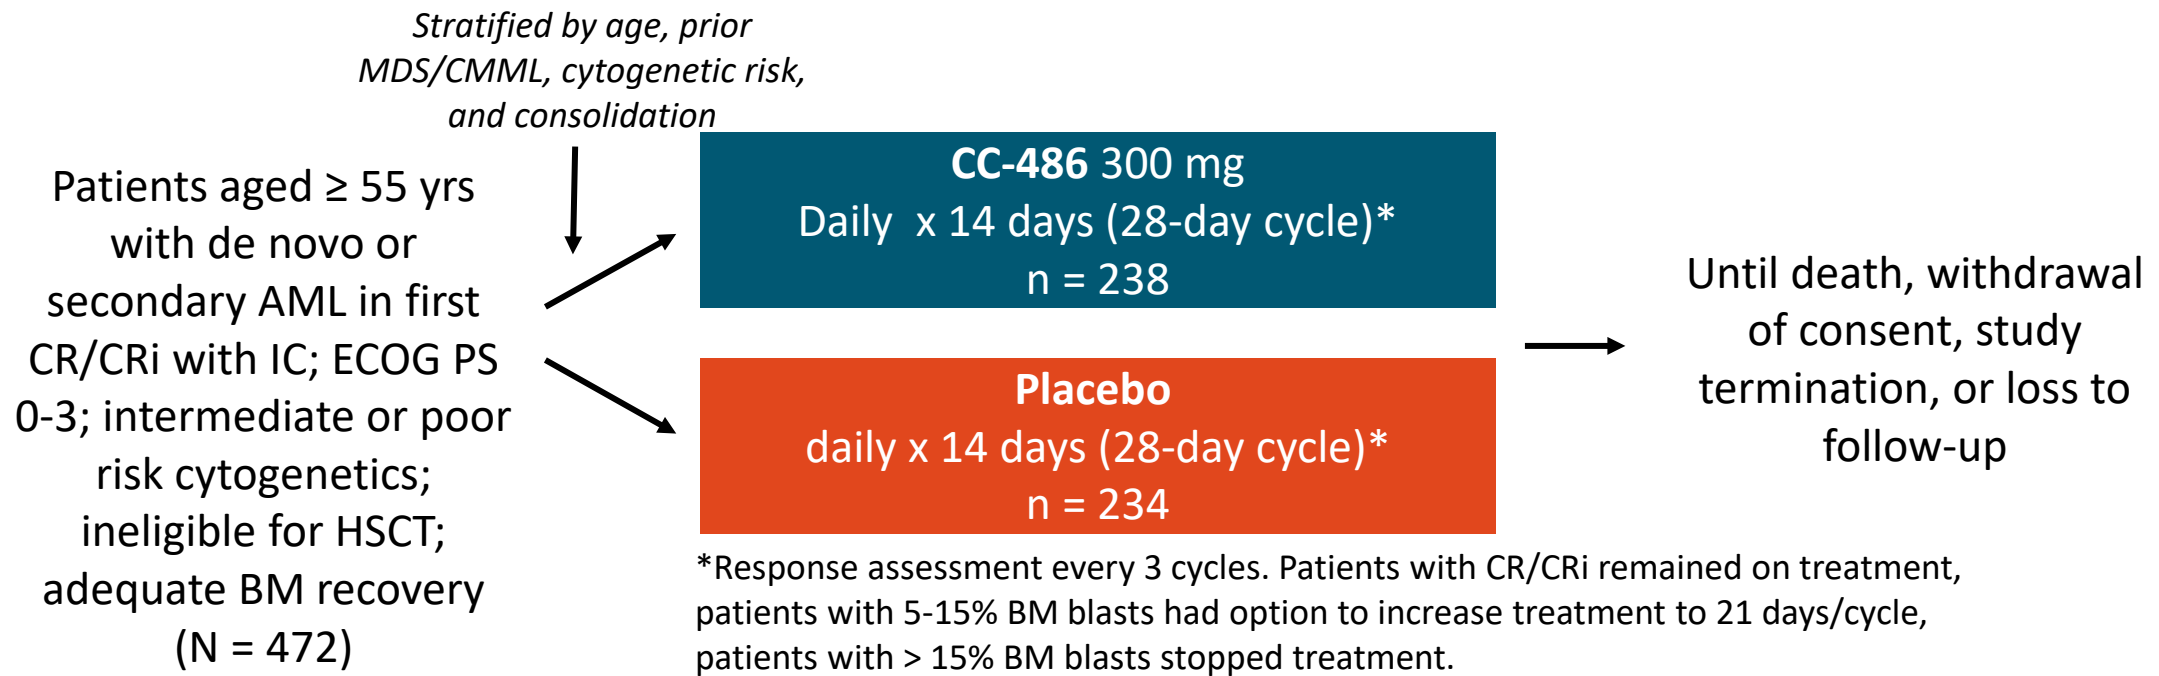 Stratified by age, prior
MDS/CMML, cytogenetic risk,
and consolidation
Patients aged ≥ 55 yrs
with de novo or
secondary AML in first
CR/CRi with IC; ECOG PS
0-3; intermediate or poor
risk cytogenetics;
ineligible for HSCT;
adequate BM recovery
(N = 472)
CC-486 300 mg
Daily  x 14 days (28-day cycle)*
n = 238
Placebo
daily x 14 days (28-day cycle)*
n = 234
Until death, withdrawal
of consent, study
termination, or loss to
follow-up
*Response assessment every 3 cycles. Patients with CR/CRi remained on treatment,
patients with 5-15% BM blasts had option to increase treatment to 21 days/cycle,
patients with > 15% BM blasts stopped treatment.